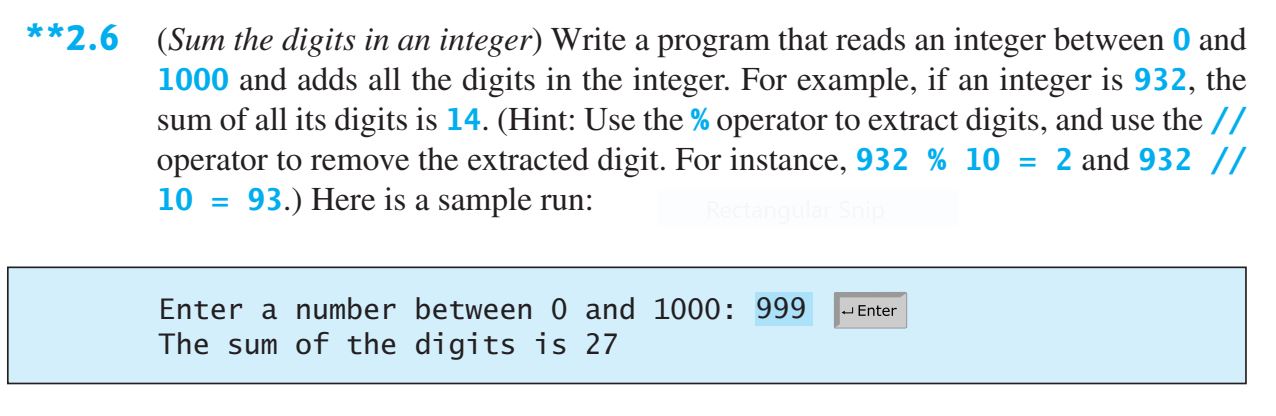 **2.6 (Sum the digits in an integer) Write a program that reads an integer between 0 and
1000 and adds all the digits in the integer. For example, if an integer is 932, the
sum of all its digits is 14. (Hint: Use the % operator to extract digits, and use the //
operator to remove the extracted digit. For instance, 932 % 10 = 2 and 932 //
10 = 93.) Here is a sample run:
Rectangular Snip
Enter a number between 0 and 1000: 999 ↵ Enter
The sum of the digits is 27